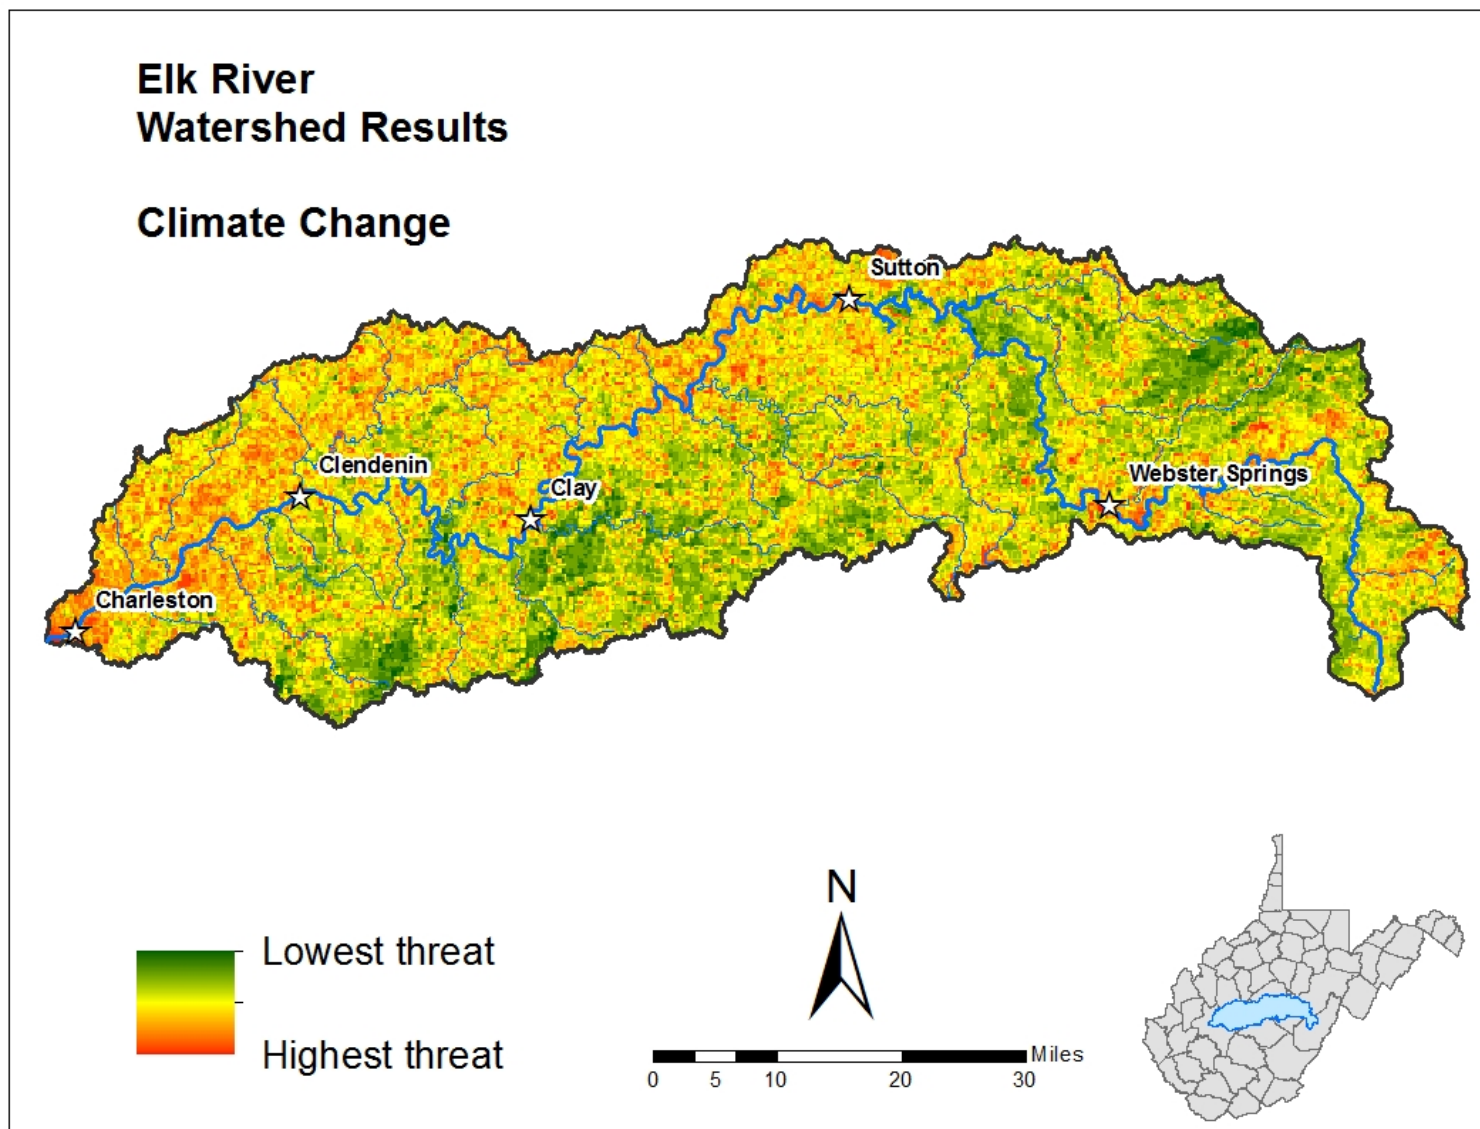 Elk River
Watershed Results
Climate Change
Sutton
Clendenin
Clay
Webster Springs
Charleston
Lowest threat
Highest threat
N
Miles
0 5 10 20 30